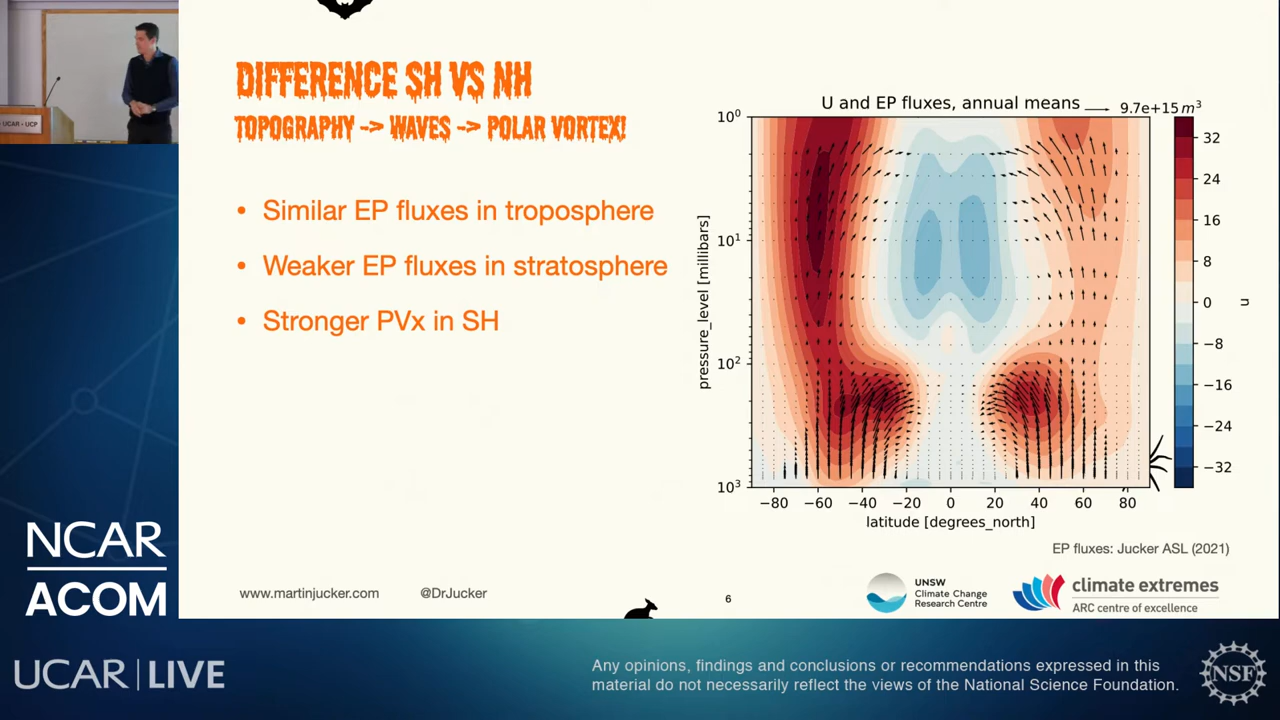 UCAR • UCP
DIFFERENCE SH VS NH
TOPOGRAPHY -> WAVES -> POLAR VORTEX!
• Similar EP fluxes in troposphere
• Weaker EP fluxes in stratosphere
• Stronger PVx in SH
U and EP fluxes, annual means
9.7e+15 m³
10⁰
10¹
10²
10³
pressure_level [millibars]
−80 −60 −40 −20 0 20 40 60 80
latitude [degrees_north]
32
24
16
8
0
−8
−16
−24
−32
u
EP fluxes: Jucker ASL (2021)
www.martinjucker.com @DrJucker
6
UNSW
Climate Change
Research Centre
climate extremes
ARC centre of excellence
NCAR
ACOM
UCAR | LIVE
Any opinions, findings and conclusions or recommendations expressed in this
material do not necessarily reflect the views of the National Science Foundation.
NSF